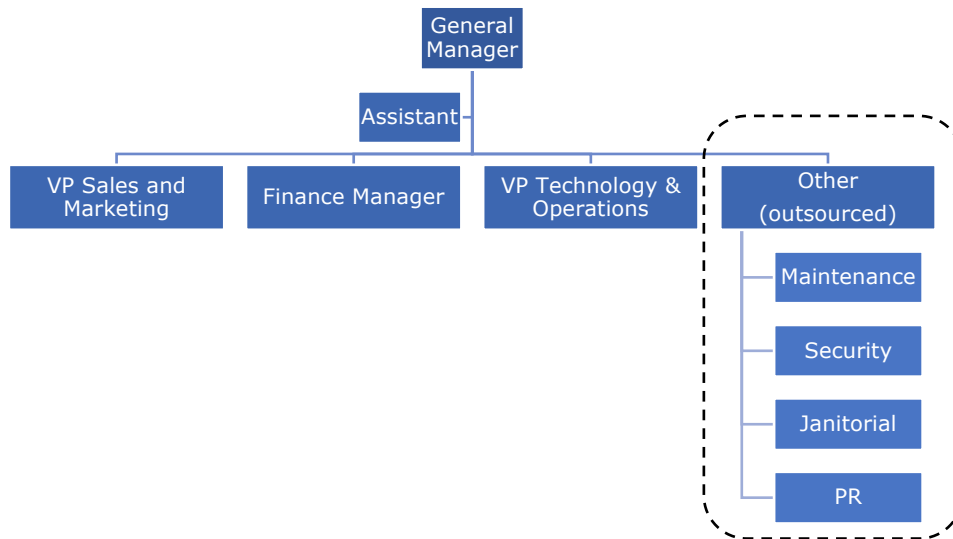 General
Manager
Assistant
VP Sales and
Marketing
Finance Manager
VP Technology &
Operations
Other
(outsourced)
Maintenance
Security
Janitorial
PR